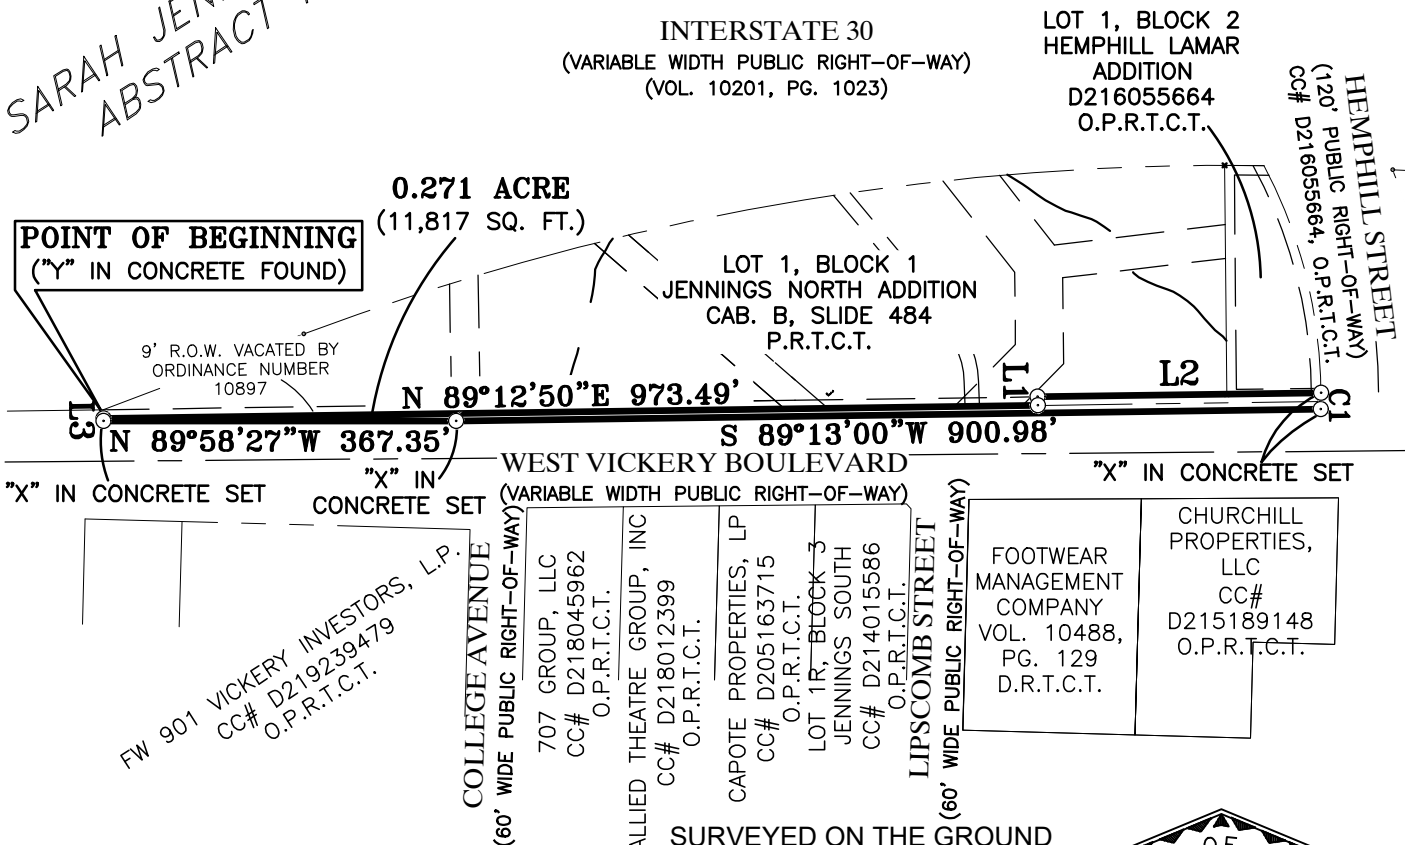 SARAH JEN
ABSTRACT
INTERSTATE 30
(VARIABLE WIDTH PUBLIC RIGHT-OF-WAY)
(VOL. 10201, PG. 1023)
LOT 1, BLOCK 2
HEMPHILL LAMAR
ADDITION
D216055664
O.P.R.T.C.T.
HEMPHILL STREET
(120' PUBLIC RIGHT-OF-WAY)
CC# D216055664, O.P.R.T.C.T.
0.271 ACRE
(11,817 SQ. FT.)
POINT OF BEGINNING
("Y" IN CONCRETE FOUND)
LOT 1, BLOCK 1
JENNINGS NORTH ADDITION
CAB. B, SLIDE 484
P.R.T.C.T.
9' R.O.W. VACATED BY
ORDINANCE NUMBER
10897
N 89°12'50"E 973.49'
L1
L2
C1
L3
N 89°58'27"W 367.35'
S 89°13'00"W 900.98'
"X" IN CONCRETE SET
"X" IN
CONCRETE SET
WEST VICKERY BOULEVARD
(VARIABLE WIDTH PUBLIC RIGHT-OF-WAY)
"X" IN CONCRETE SET
FW 901 VICKERY INVESTORS, L.P.
CC# D219239479
O.P.R.T.C.T.
COLLEGE AVENUE
(60' WIDE PUBLIC RIGHT-OF-WAY)
707 GROUP, LLC
CC# D218045962
O.P.R.T.C.T.
ALLIED THEATRE GROUP, INC
CC# D218012399
O.P.R.T.C.T.
CAPOTE PROPERTIES, LP
CC# D205163715
O.P.R.T.C.T.
LOT 1R, BLOCK 3
JENNINGS SOUTH
CC# D214015586
O.P.R.T.C.T.
LIPSCOMB STREET
(60' WIDE PUBLIC RIGHT-OF-WAY)
FOOTWEAR
MANAGEMENT
COMPANY
VOL. 10488,
PG. 129
D.R.T.C.T.
CHURCHILL
PROPERTIES,
LLC
CC#
D215189148
O.P.R.T.C.T.
SURVEYED ON THE GROUND